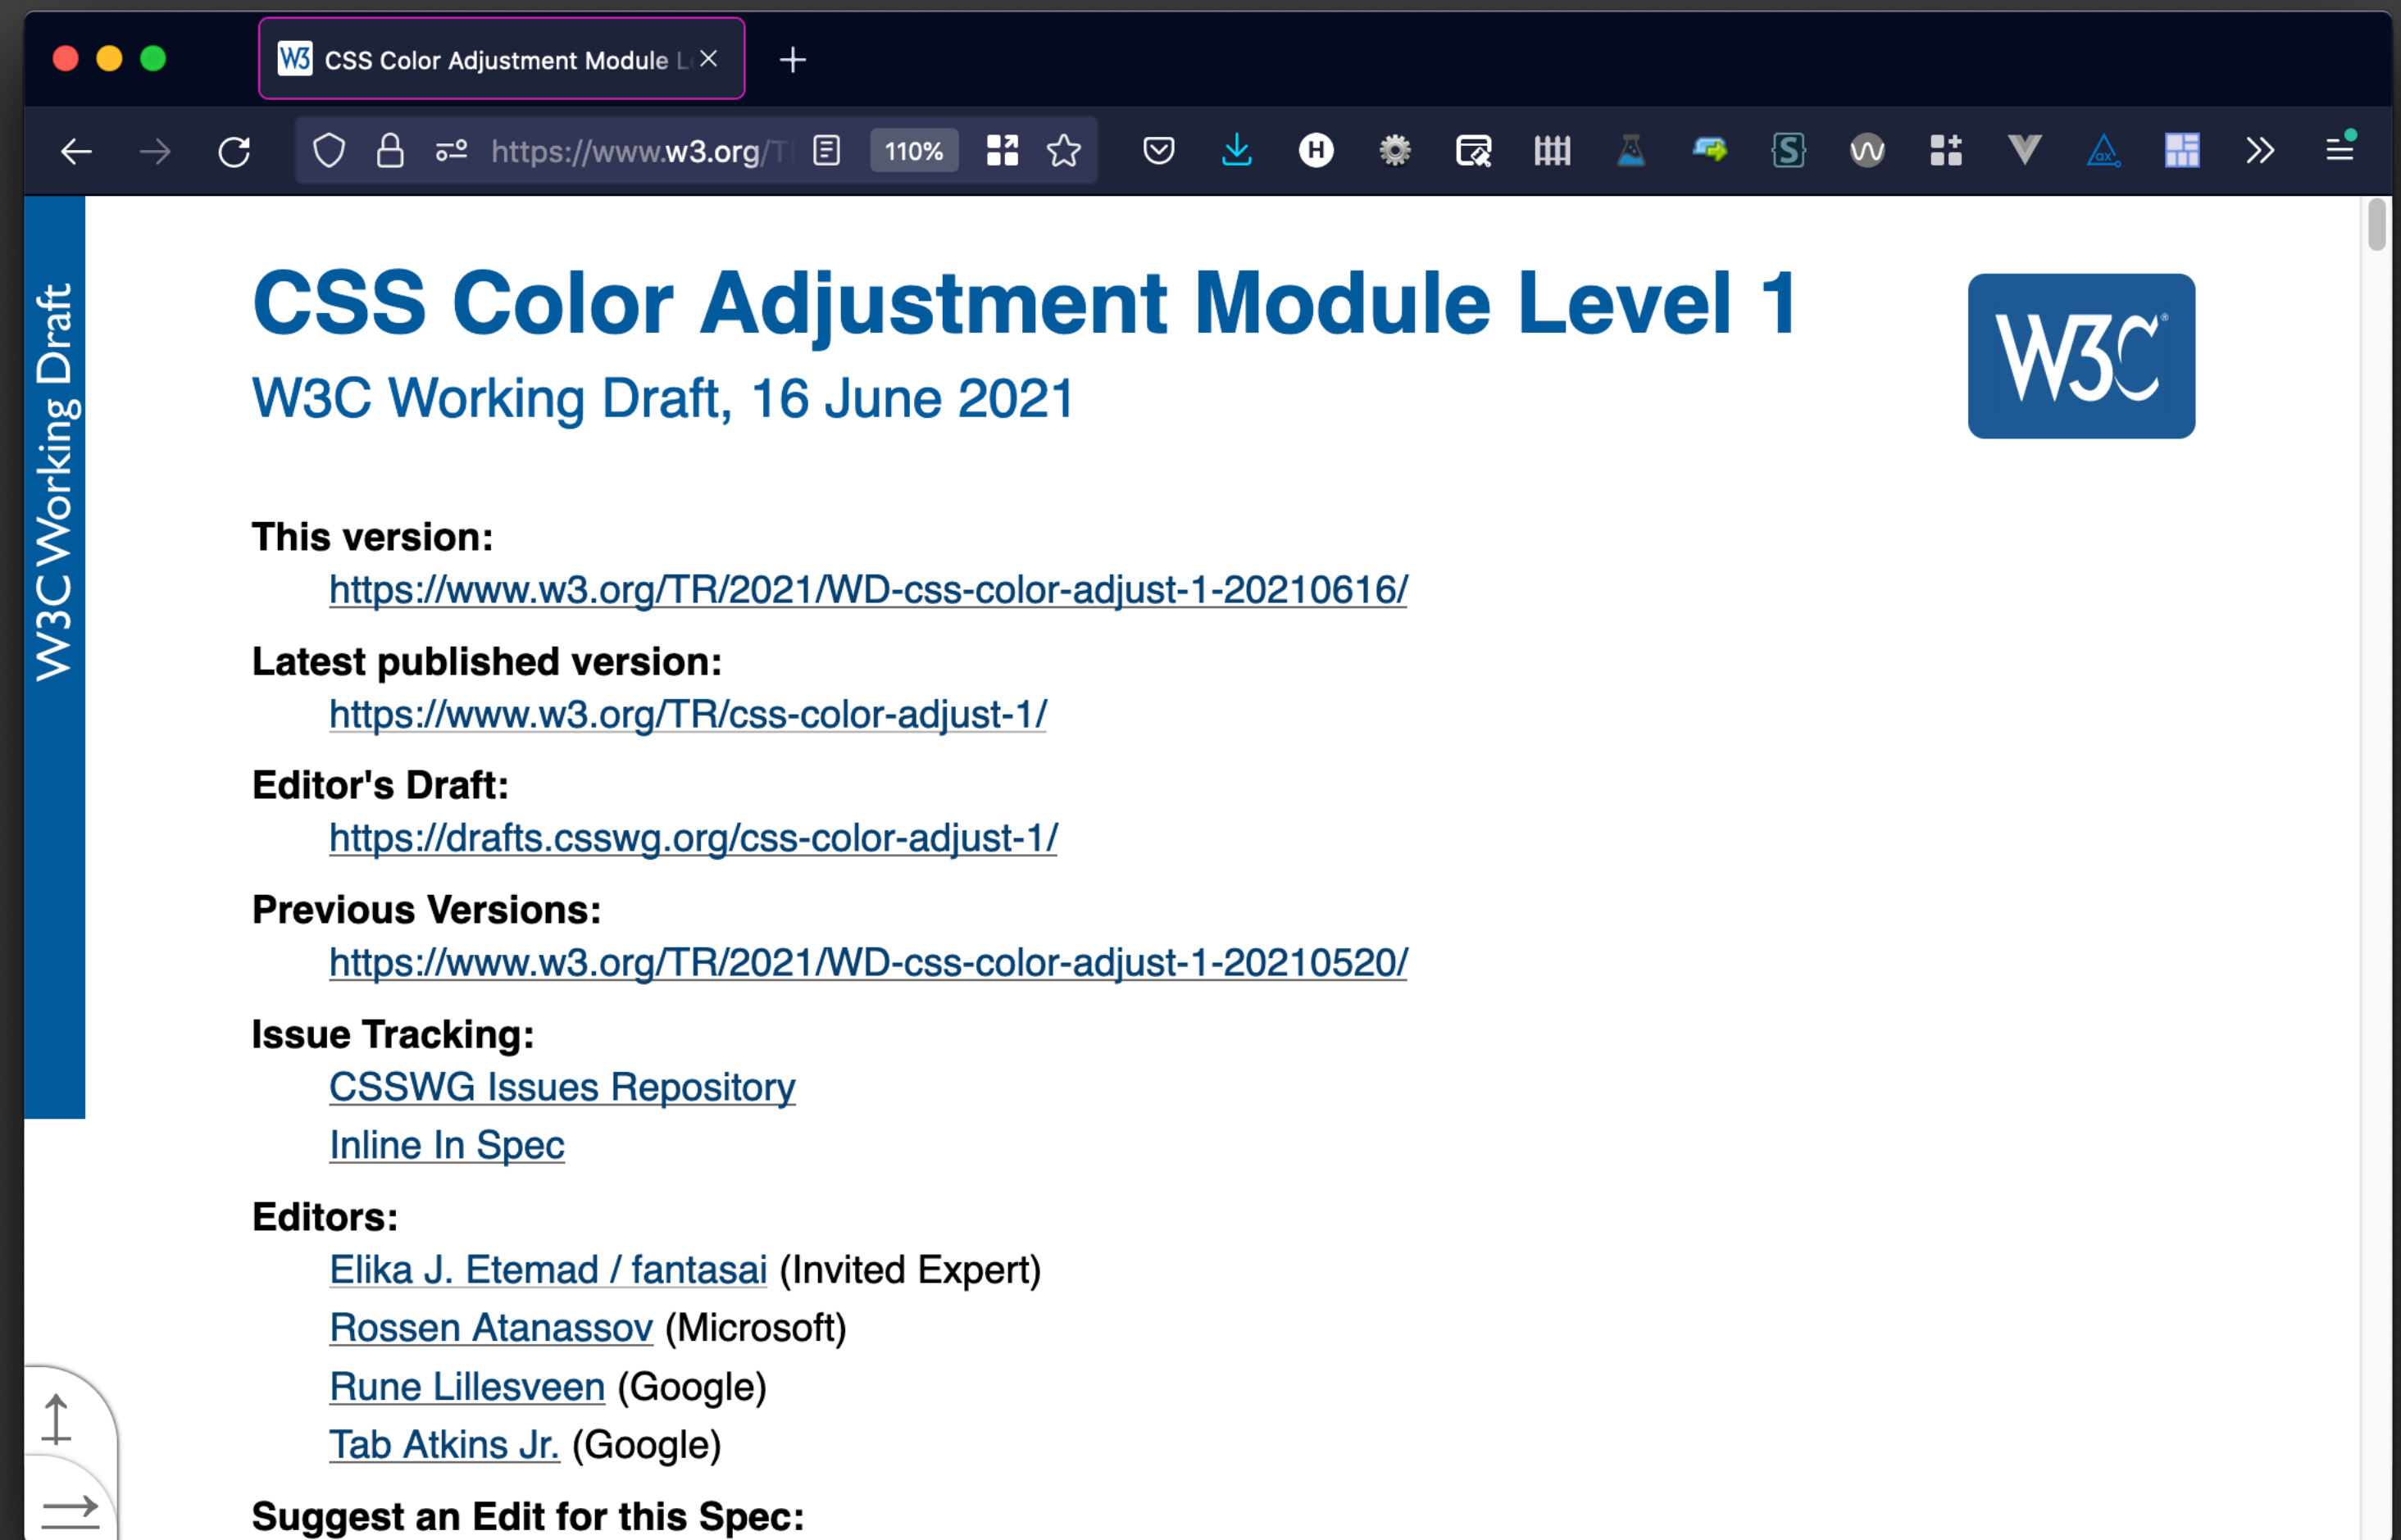 CSS Color Adjustment Module L
https://www.w3.org/T
110%
H
S
ax
W3C Working Draft
CSS Color Adjustment Module Level 1
W3C®
W3C Working Draft, 16 June 2021
This version:
https://www.w3.org/TR/2021/WD-css-color-adjust-1-20210616/
Latest published version:
https://www.w3.org/TR/css-color-adjust-1/
Editor's Draft:
https://drafts.csswg.org/css-color-adjust-1/
Previous Versions:
https://www.w3.org/TR/2021/WD-css-color-adjust-1-20210520/
Issue Tracking:
CSSWG Issues Repository
Inline In Spec
Editors:
Elika J. Etemad / fantasai (Invited Expert)
Rossen Atanassov (Microsoft)
Rune Lillesveen (Google)
Tab Atkins Jr. (Google)
Suggest an Edit for this Spec: